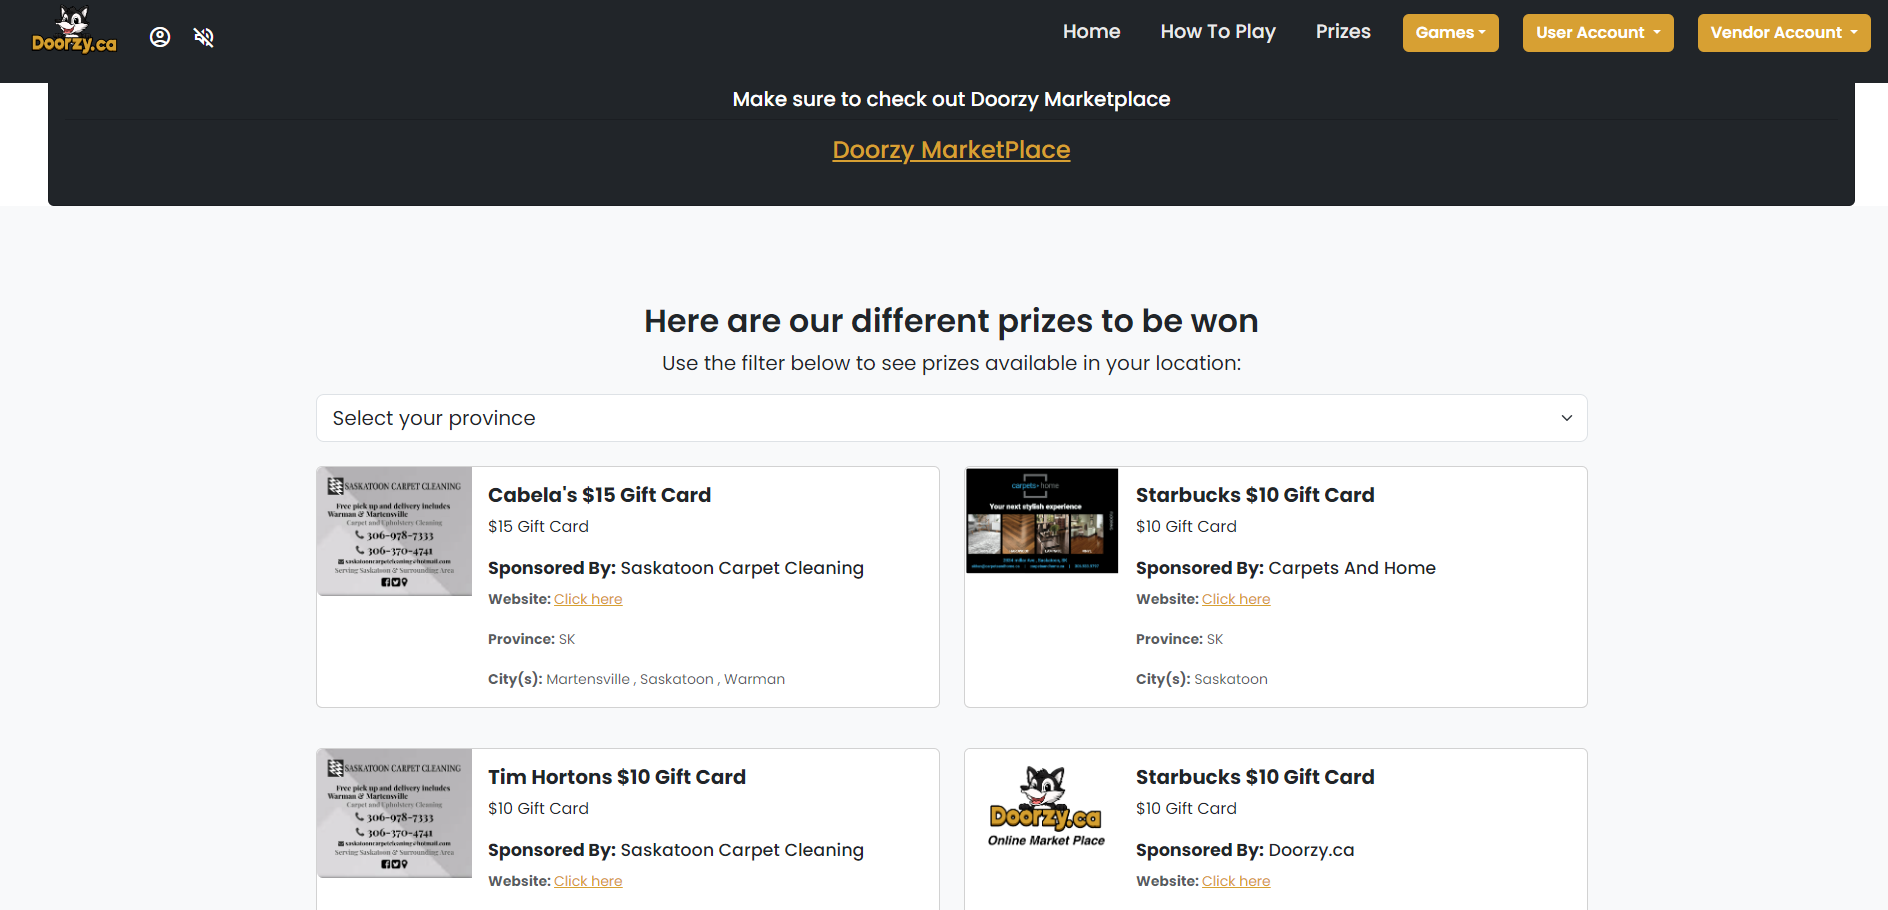 Doorzy.ca
Home
How To Play
Prizes
Games
User Account
Vendor Account
Make sure to check out Doorzy Marketplace
Doorzy MarketPlace
Here are our different prizes to be won
Use the filter below to see prizes available in your location:
Select your province
SASKATOON CARPET CLEANING
Free pick up and delivery includes
Warman & Martensville
Carpet and Upholstery Cleaning
306-978-7333
306-370-4741
saskatooncarpetcleaning@hotmail.com
Serving Saskatoon & Surrounding Area
Cabela's $15 Gift Card
$15 Gift Card
Sponsored By: Saskatoon Carpet Cleaning
Website: Click here
Province: SK
City(s): Martensville , Saskatoon , Warman
carpets + home
Your next stylish experience
Starbucks $10 Gift Card
$10 Gift Card
Sponsored By: Carpets And Home
Website: Click here
Province: SK
City(s): Saskatoon
SASKATOON CARPET CLEANING
Free pick up and delivery includes
Warman & Martensville
Carpet and Upholstery Cleaning
306-978-7333
306-370-4741
saskatooncarpetcleaning@hotmail.com
Serving Saskatoon & Surrounding Area
Tim Hortons $10 Gift Card
$10 Gift Card
Sponsored By: Saskatoon Carpet Cleaning
Website: Click here
Doorzy.ca
Online Market Place
Starbucks $10 Gift Card
$10 Gift Card
Sponsored By: Doorzy.ca
Website: Click here